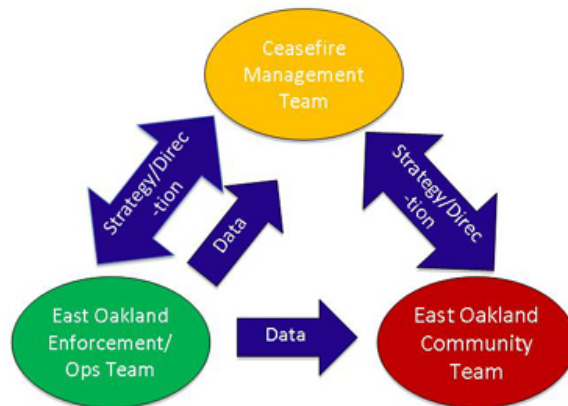 Ceasefire
Management
Team
Strategy/Direc
-tion
Data
Strategy/Direc
-tion
East Oakland
Enforcement/
Ops Team
Data
East Oakland
Community
Team